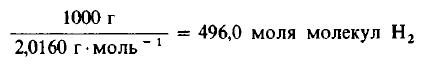 1000 г
2,0160 г·моль⁻¹ = 496,0 моля молекул H₂